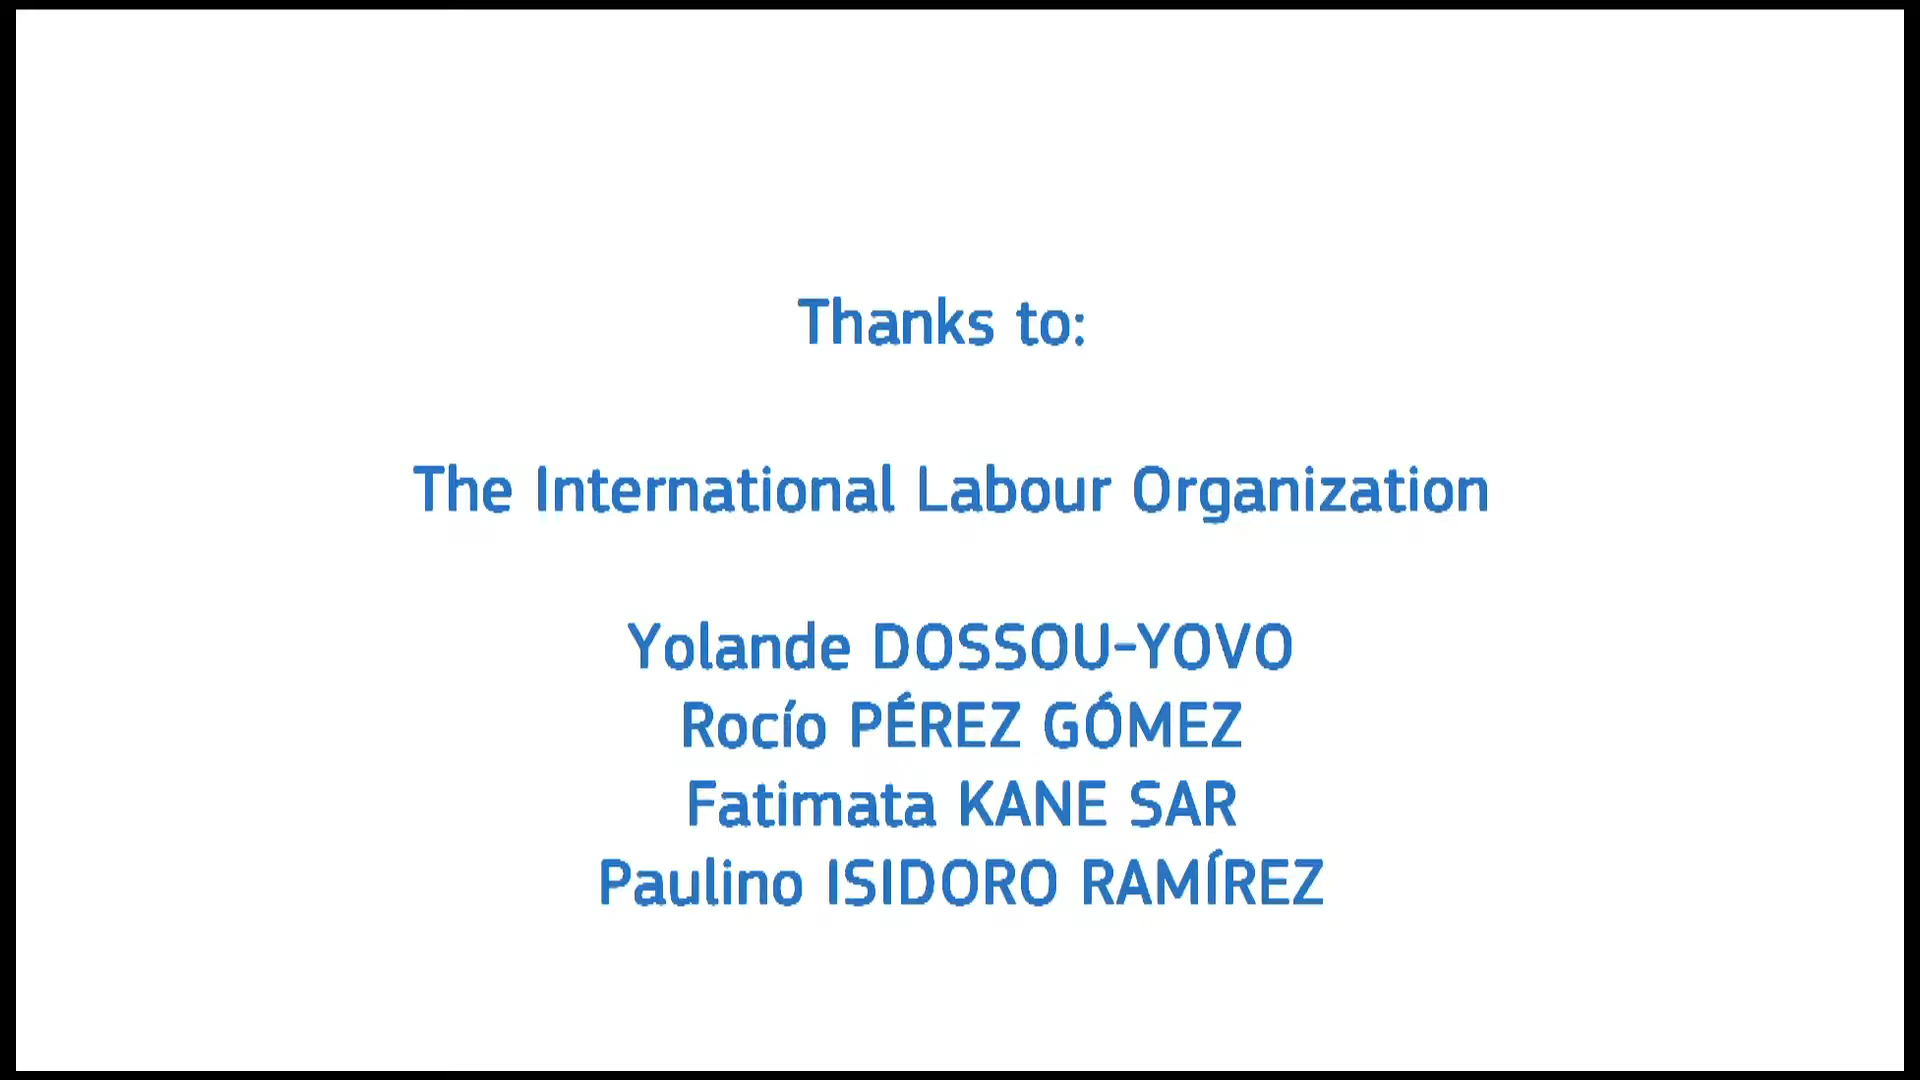 Thanks to:
The International Labour Organization
Yolande DOSSOU-YOVO
Rocío PÉREZ GÓMEZ
Fatimata KANE SAR
Paulino ISIDORO RAMÍREZ